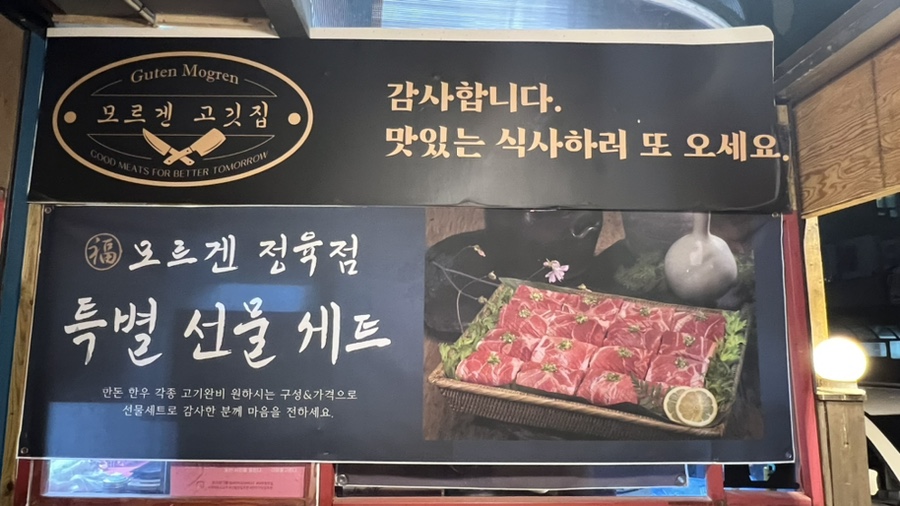 Guten Mogren
모르겐 고깃집
GOOD MEATS FOR BETTER TOMORROW
감사합니다.
맛있는 식사하러 또 오세요.
福 모르겐 정육점
특별 선물 세트
한돈 한우 각종 고기완비 원하시는 구성&가격으로
선물세트로 감사한 분께 마음을 전하세요.